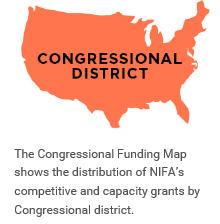 CONGRESSIONAL
DISTRICT
The Congressional Funding Map
shows the distribution of NIFA's
competitive and capacity grants by
Congressional district.